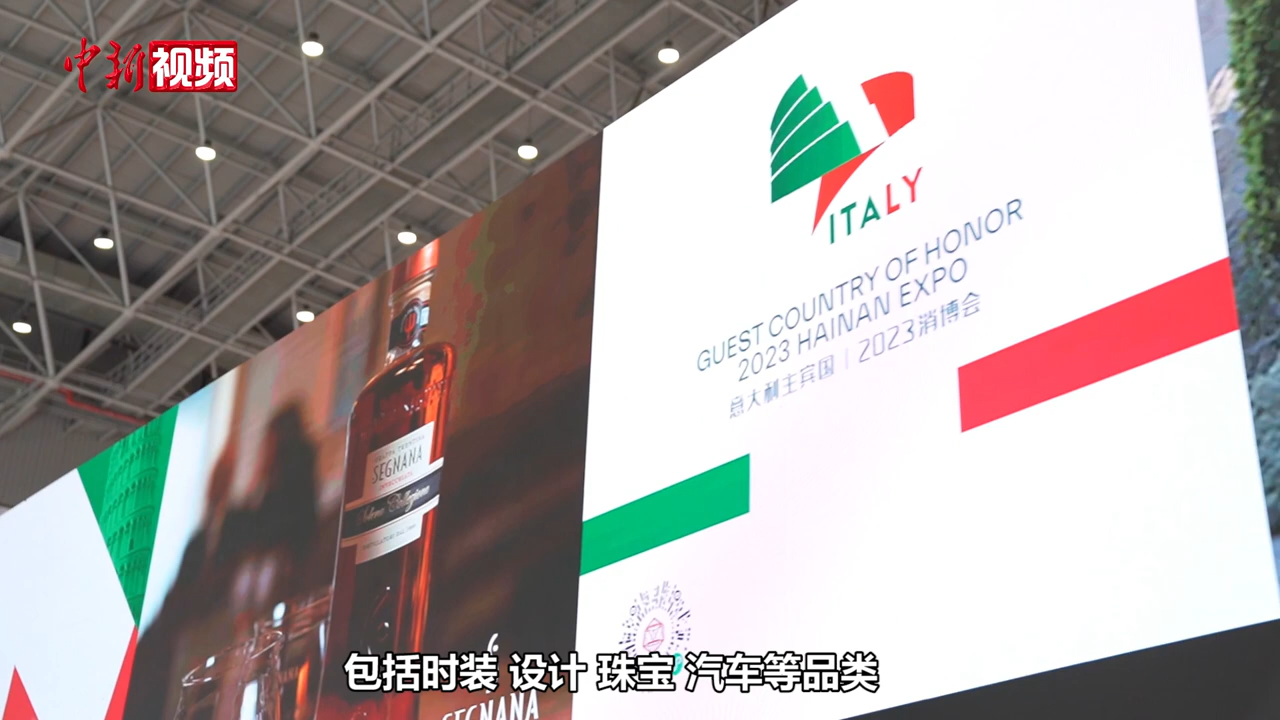 中新视频
ITALY
GUEST COUNTRY OF HONOR
2023 HAINAN EXPO
意大利主宾国 | 2023消博会
SEGNANA
SEGNANA
包括时装 设计 珠宝 汽车等品类